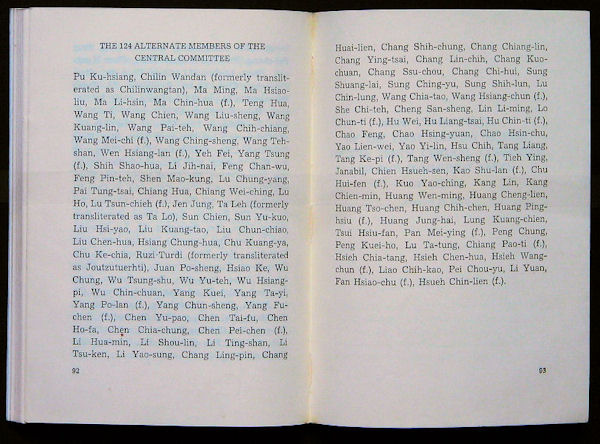 THE 124 ALTERNATE MEMBERS OF THE
CENTRAL COMMITTEE
Pu Ku-hsiang, Chilin Wandan (formerly translit-
erated as Chilinwangtan), Ma Ming, Ma Hsiao-
liu, Ma Li-hsin, Ma Chin-hua (f.), Teng Hua,
Wang Ti, Wang Chien, Wang Liu-sheng, Wang
Kuang-lin, Wang Pai-teh, Wang Chih-chiang,
Wang Mei-chi (f.), Wang Ching-sheng, Wang Teh-
shan, Wen Hsiang-lan (f.), Yeh Fei, Yang Tsung
(f.), Shih Shao-hua, Li Jih-nai, Feng Chan-wu,
Feng Pin-teh, Shen Mao-kung, Lu Chung-yang,
Pai Tung-tsai, Chiang Hua, Chiang Wei-ching, Lu
Ho, Lu Tsun-chieh (f.), Jen Jung, Ta Leh (formerly
transliterated as Ta Lo), Sun Chien, Sun Yu-kuo,
Liu Hsi-yao, Liu Kuang-tao, Liu Chun-chiao,
Liu Chen-hua, Hsiang Chung-hua, Chu Kuang-ya,
Chu Ke-chia, Ruzi-Turdi (formerly transliterated
as Joutzutuerhti), Juan Po-sheng, Hsiao Ke, Wu
Chung, Wu Tsung-shu, Wu Yu-teh, Wu Hsiang-
pi, Wu Chin-chuan, Yang Kuei, Yang Ta-yi,
Yang Po-lan (f.), Yang Chun-sheng, Yang Fu-
chen (f.), Chen Yu-pao, Chen Tai-fu, Chen
Ho-fa, Chen Chia-chung, Chen Pei-chen (f.),
Li Hua-min, Li Shou-lin, Li Ting-shan, Li
Tsu-ken, Li Yao-sung, Chang Ling-pin, Chang
92
Huai-lien, Chang Shih-chung, Chang Chiang-lin,
Chang Ying-tsai, Chang Lin-chih, Chang Kuo-
chuan, Chang Ssu-chou, Chang Chi-hui, Sung
Shuang-lai, Sung Ching-yu, Sung Shih-lun, Lu
Chin-lung, Wang Chia-tao, Wang Hsiang-chun (f.),
She Chi-teh, Cheng San-sheng, Lin Li-ming, Lo
Chun-ti (f.), Hu Wei, Hu Liang-tsai, Hu Chin-ti (f.),
Chao Feng, Chao Hsing-yuan, Chao Hsin-chu,
Yao Lien-wei, Yao Yi-lin, Hsu Chih, Tang Liang,
Tang Ke-pi (f.), Tang Wen-sheng (f.), Tieh Ying,
Janabil, Chien Hsueh-sen, Kao Shu-lan (f.), Chu
Hui-fen (f.), Kuo Yao-ching, Kang Lin, Kang
Chien-min, Huang Wen-ming, Huang Cheng-lien,
Huang Tso-chen, Huang Chih-chen, Huang Ping-
hsiu (f.), Huang Jung-hai, Lung Kuang-chien,
Tsui Hsiu-fan, Pan Mei-ying (f.), Peng Chung,
Peng Kuei-ho, Lu Ta-tung, Chiang Pao-ti (f.),
Hsieh Chia-tang, Hsieh Chen-hua, Hsieh Wang-
chun (f.), Liao Chih-kao, Pei Chou-yu, Li Yuan,
Fan Hsiao-chu (f.), Hsueh Chin-lien (f.).
93